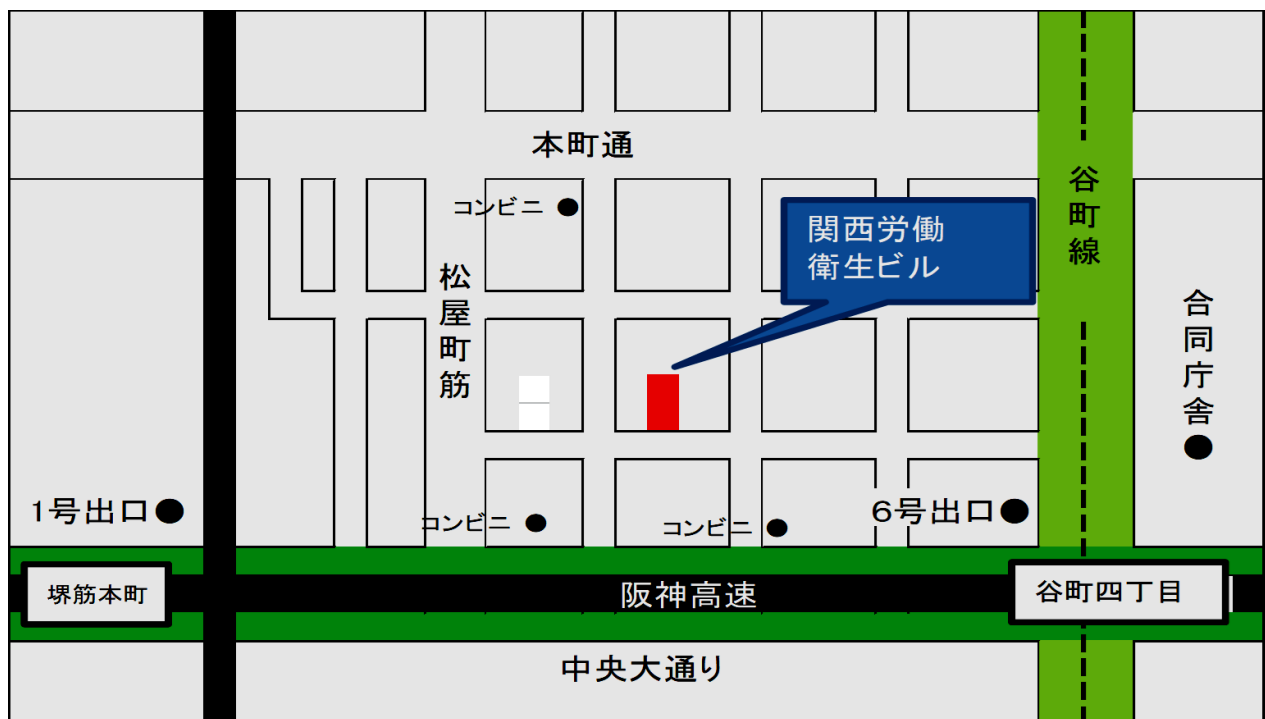 本町通
谷町線
コンビニ
関西労働
衛生ビル
松屋町筋
合同庁舎
1号出口
6号出口
コンビニ
コンビニ
堺筋本町
阪神高速
谷町四丁目
中央大通り